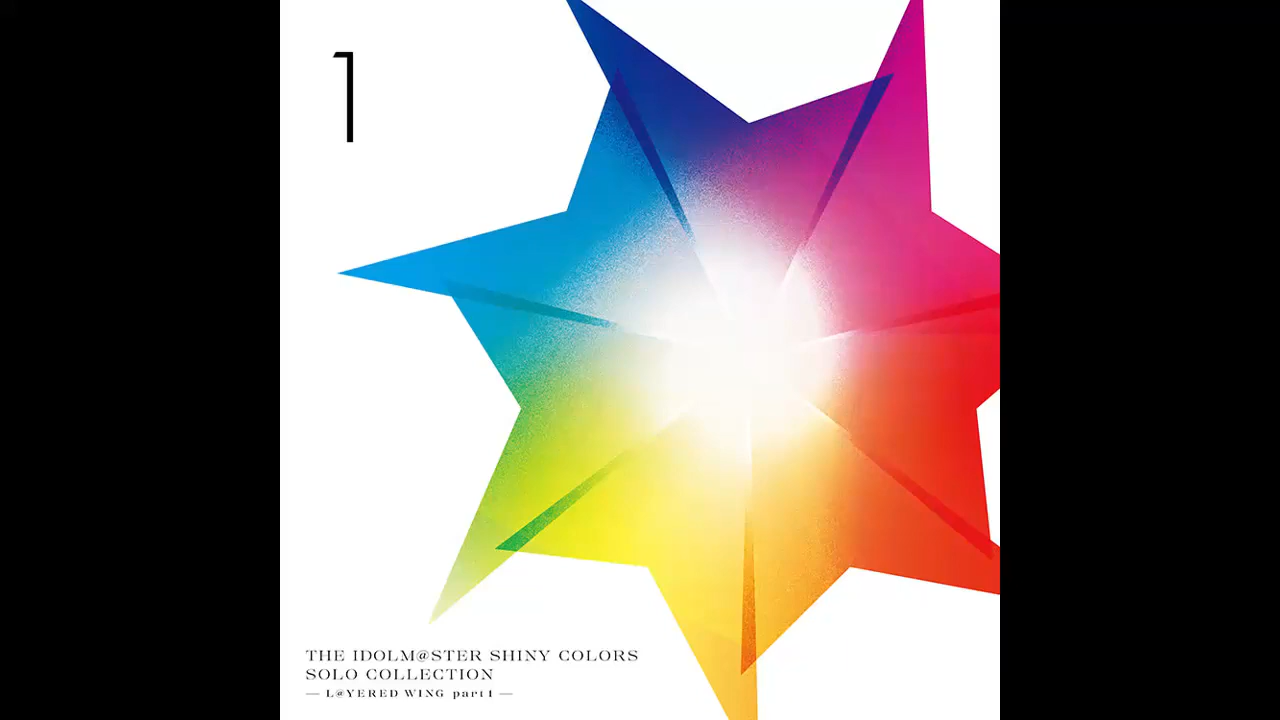 1
THE IDOLM@STER SHINY COLORS
SOLO COLLECTION
— L@YERED WING part1 —